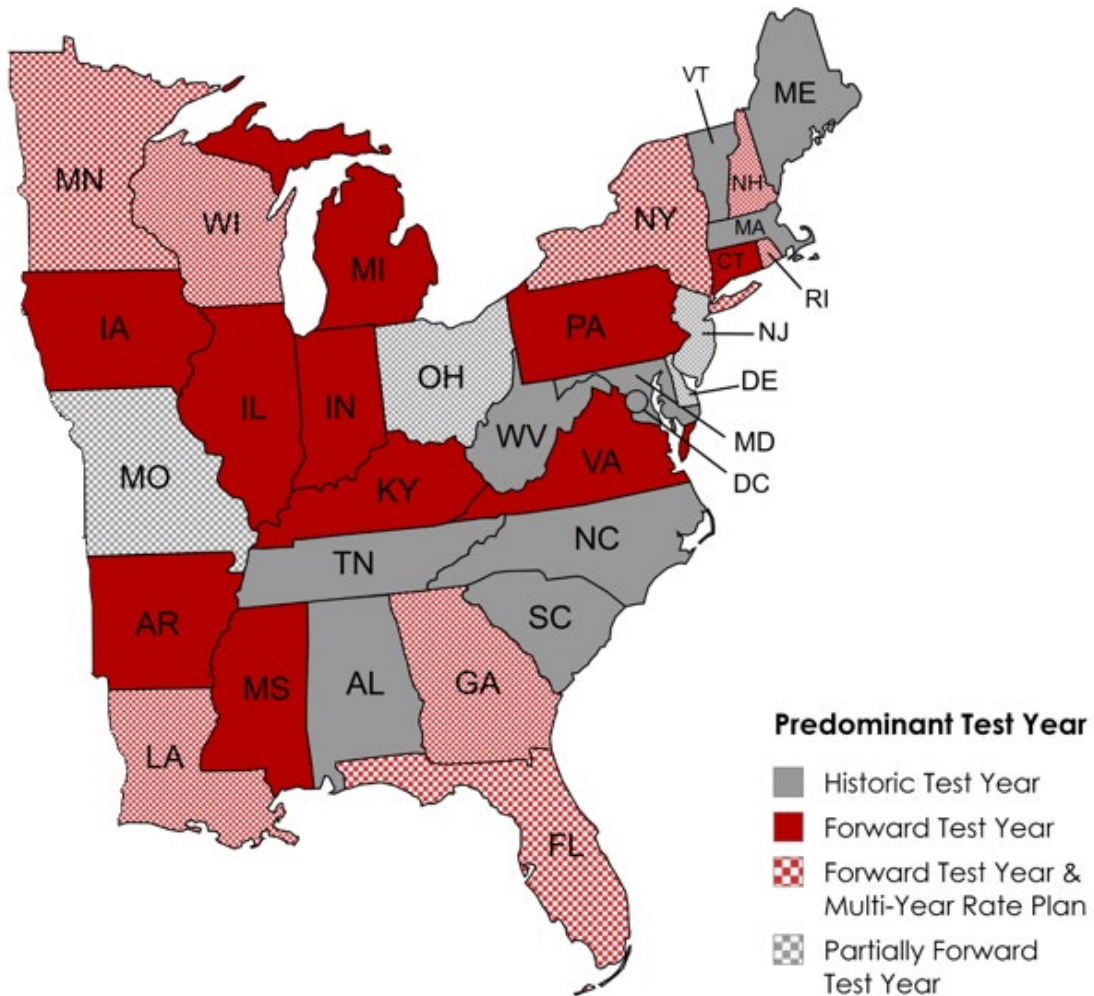 VT
ME
MN
WI
NH
NY
MA
MI
CT
RI
IA
PA
NJ
OH
DE
IL
IN
WV
MD
VA
DC
MO
KY
NC
TN
AR
SC
MS
AL
GA
LA
FL
Predominant Test Year
Historic Test Year
Forward Test Year
Forward Test Year &
Multi-Year Rate Plan
Partially Forward
Test Year